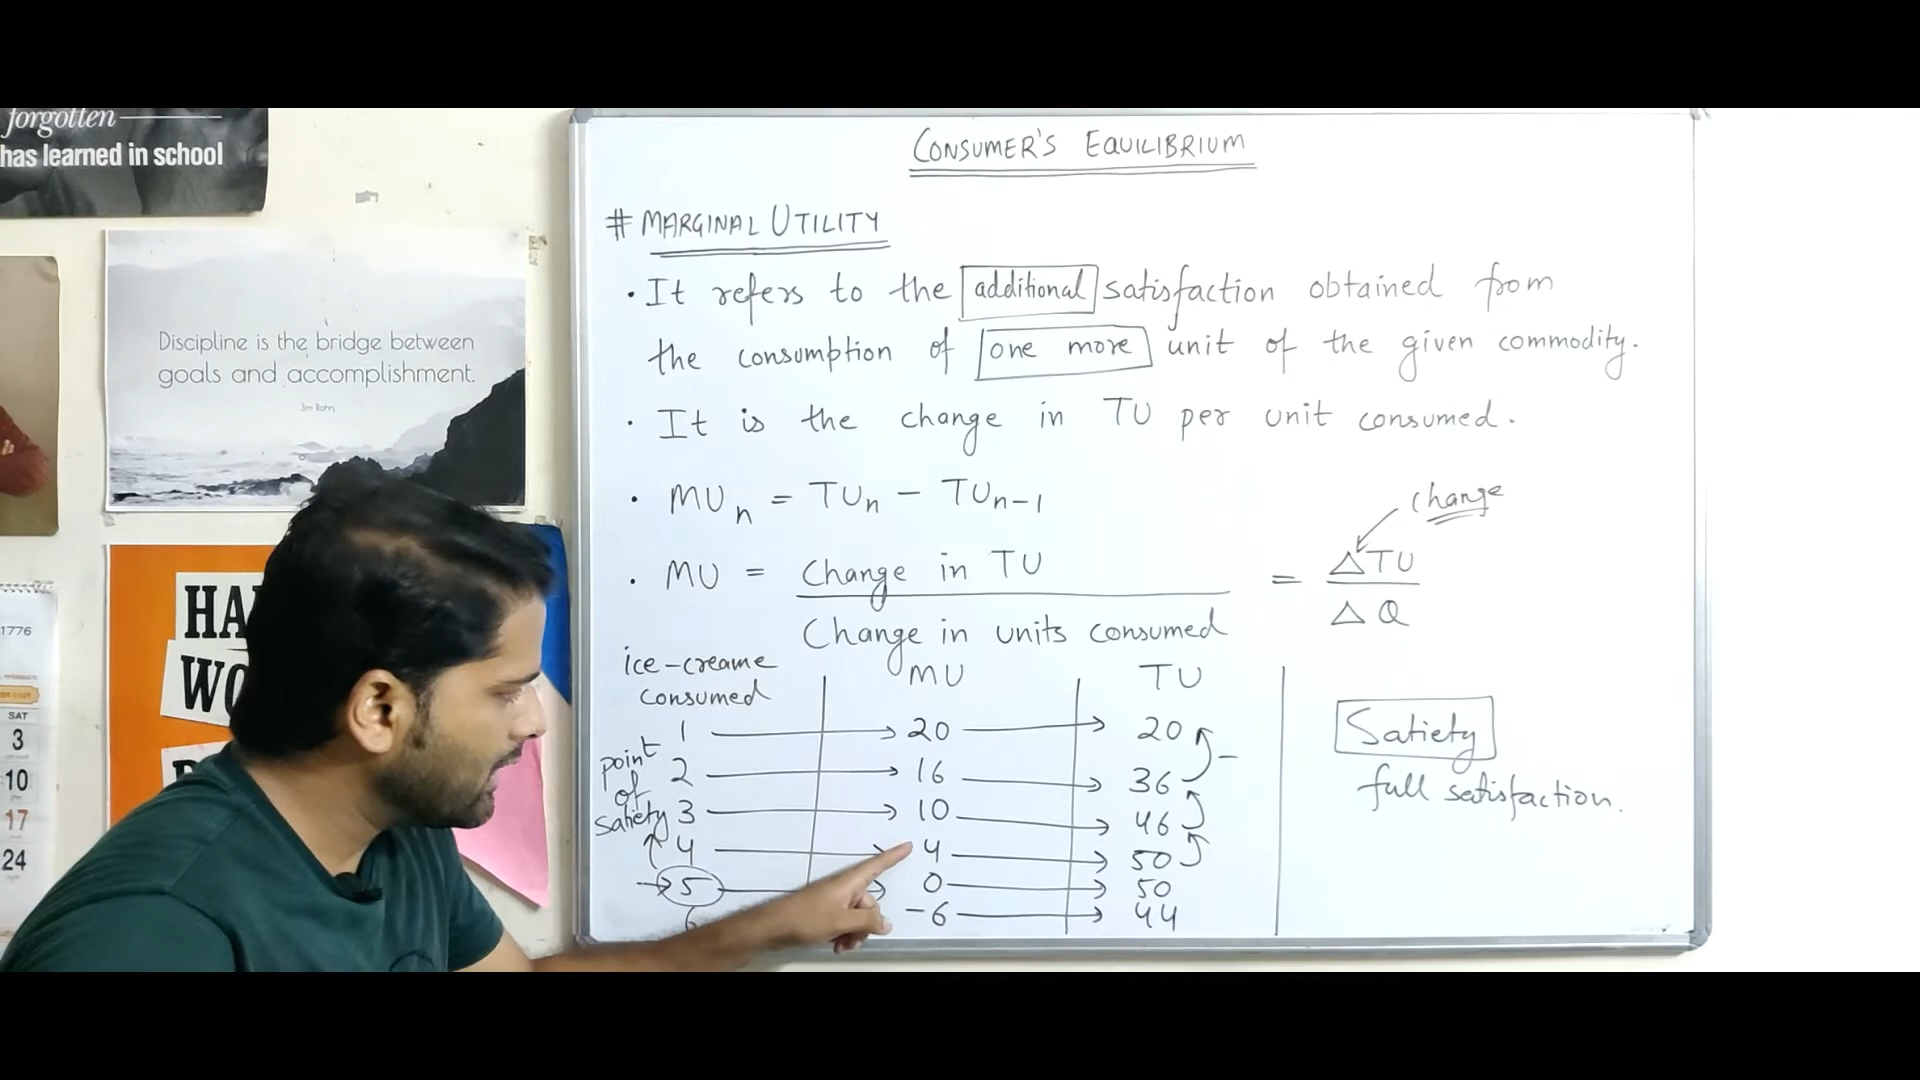 forgotten
has learned in school
Discipline is the bridge between
goals and accomplishment.
Jim Rohn
HA
WO
1776
SAT
3
10
17
24
CONSUMER'S EQUILIBRIUM
# MARGINAL UTILITY
• It refers to the additional satisfaction obtained from
the consumption of one more unit of the given commodity.
• It is the change in TU per unit consumed.
• MUn = TUn - TUn-1
change
• MU = Change in TU / Change in units consumed = ΔTU / ΔQ
ice-creame consumed MU TU
1 → 20 → 20
2 → 16 → 36
3 → 10 → 46
4 → 4 → 50
→ 5 → 0 → 50
6 -6 → 44
point
of
satiety
Satiety
full satisfaction.